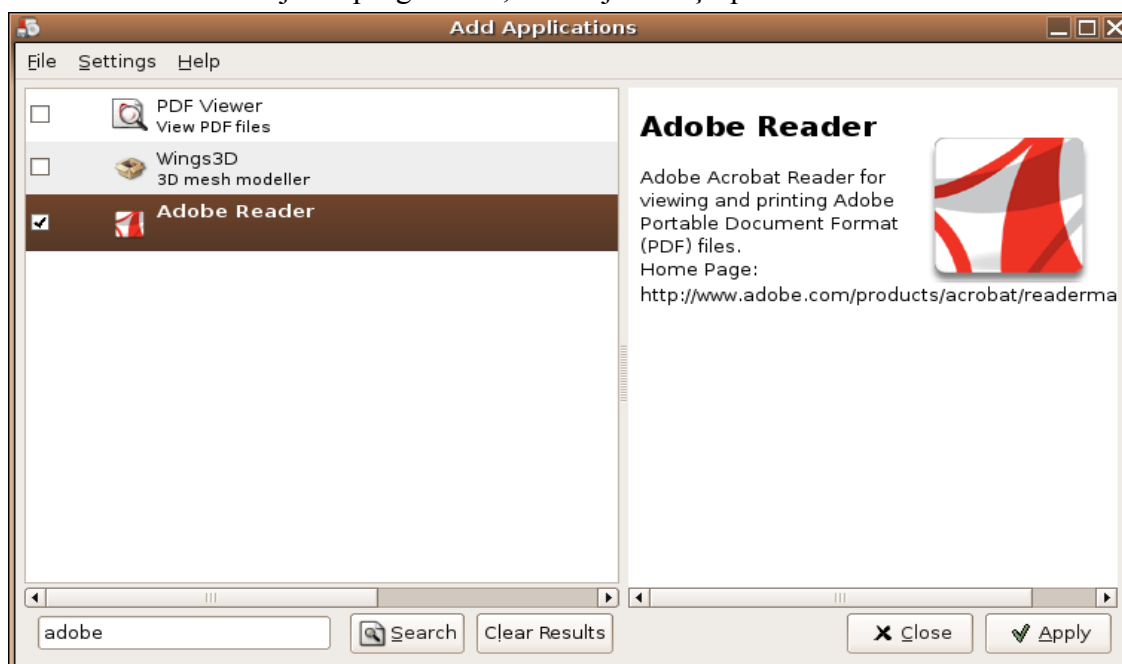 Add Applications
File Settings Help
PDF Viewer
View PDF files
Wings3D
3D mesh modeller
Adobe Reader
Adobe Reader
Adobe Acrobat Reader for
viewing and printing Adobe
Portable Document Format
(PDF) files.
Home Page:
http://www.adobe.com/products/acrobat/readerma
adobe
Search
Clear Results
Close
Apply